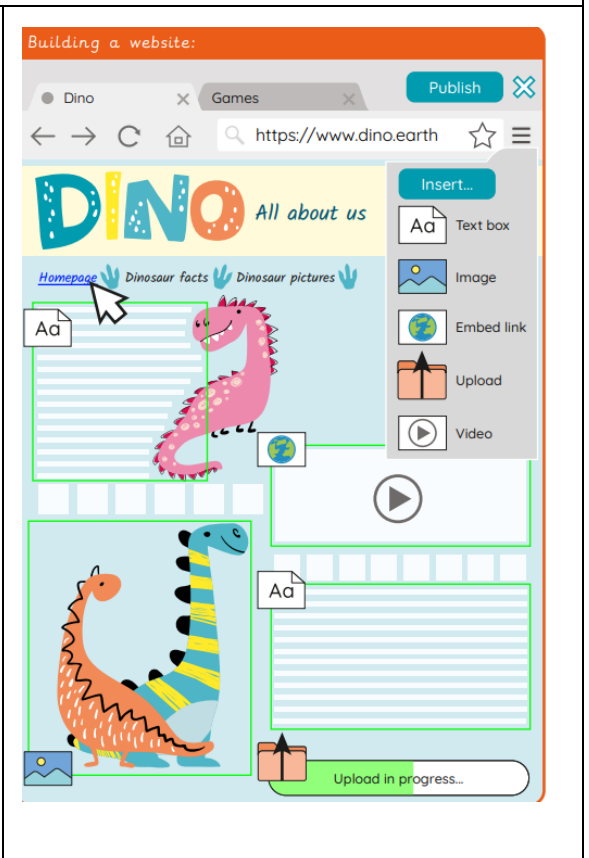 Building a website:
Dino
Games
Publish
https://www.dino.earth
Insert...
DINO
All about us
Aa Text box
Image
Embed link
Upload
Video
Homepage Dinosaur facts Dinosaur pictures
Aa
Aa
Upload in progress...